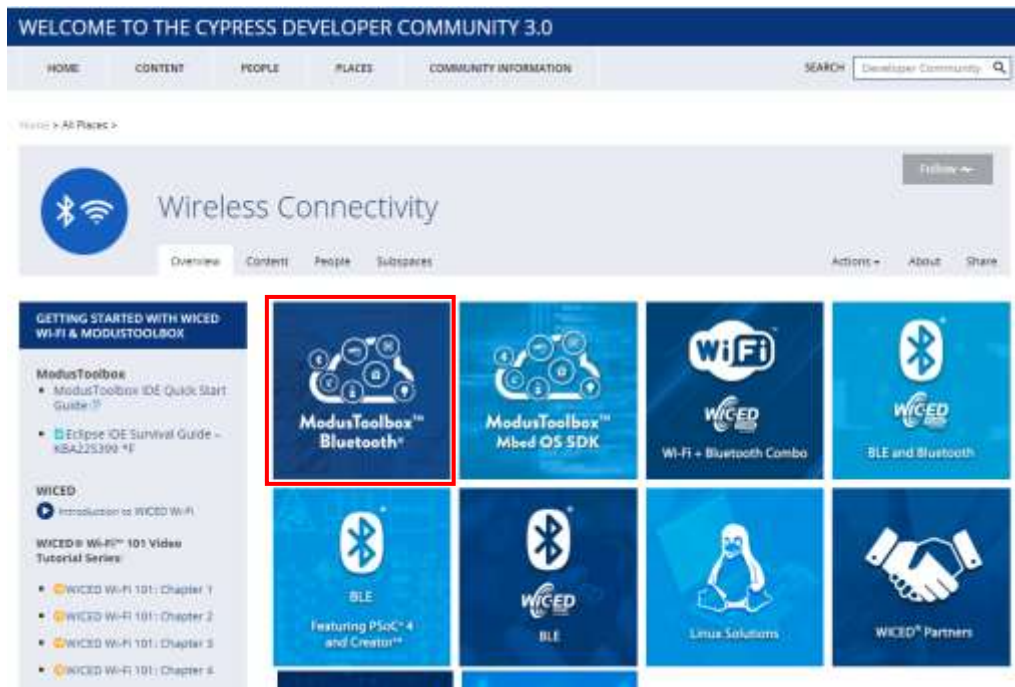 WELCOME TO THE CYPRESS DEVELOPER COMMUNITY 3.0
HOME CONTENT PEOPLE PLACES COMMUNITY INFORMATION SEARCH Developer Community
Home > All Places >
Follow
Wireless Connectivity
Overview Content People Subspaces Actions About Share
GETTING STARTED WITH WICED
WI-FI & MODUSTOOLBOX
ModusToolbox
• ModusToolbox IDE Quick Start
Guide
• Eclipse IDE Survival Guide –
KBA225399 *F
WICED
Introduction to WICED Wi-Fi
WICED® Wi-Fi™ 101 Video
Tutorial Series
• WICED Wi-Fi 101: Chapter 1
• WICED Wi-Fi 101: Chapter 2
• WICED Wi-Fi 101: Chapter 3
• WICED Wi-Fi 101: Chapter 4
ModusToolbox™
Bluetooth®
ModusToolbox™
Mbed OS SDK
WiFi
WICED
Wi-Fi + Bluetooth Combo
WICED
BLE and Bluetooth
BLE
Featuring PSoC® 4
and Creator™
WICED
BLE
Linux Solutions
WICED® Partners